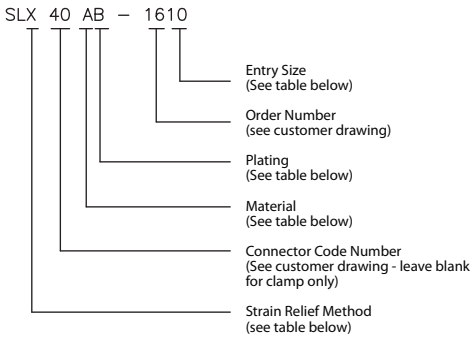 SLX 40 AB - 1610
Entry Size
(See table below)
Order Number
(see customer drawing)
Plating
(See table below)
Material
(See table below)
Connector Code Number
(See customer drawing - leave blank
for clamp only)
Strain Relief Method
(see table below)